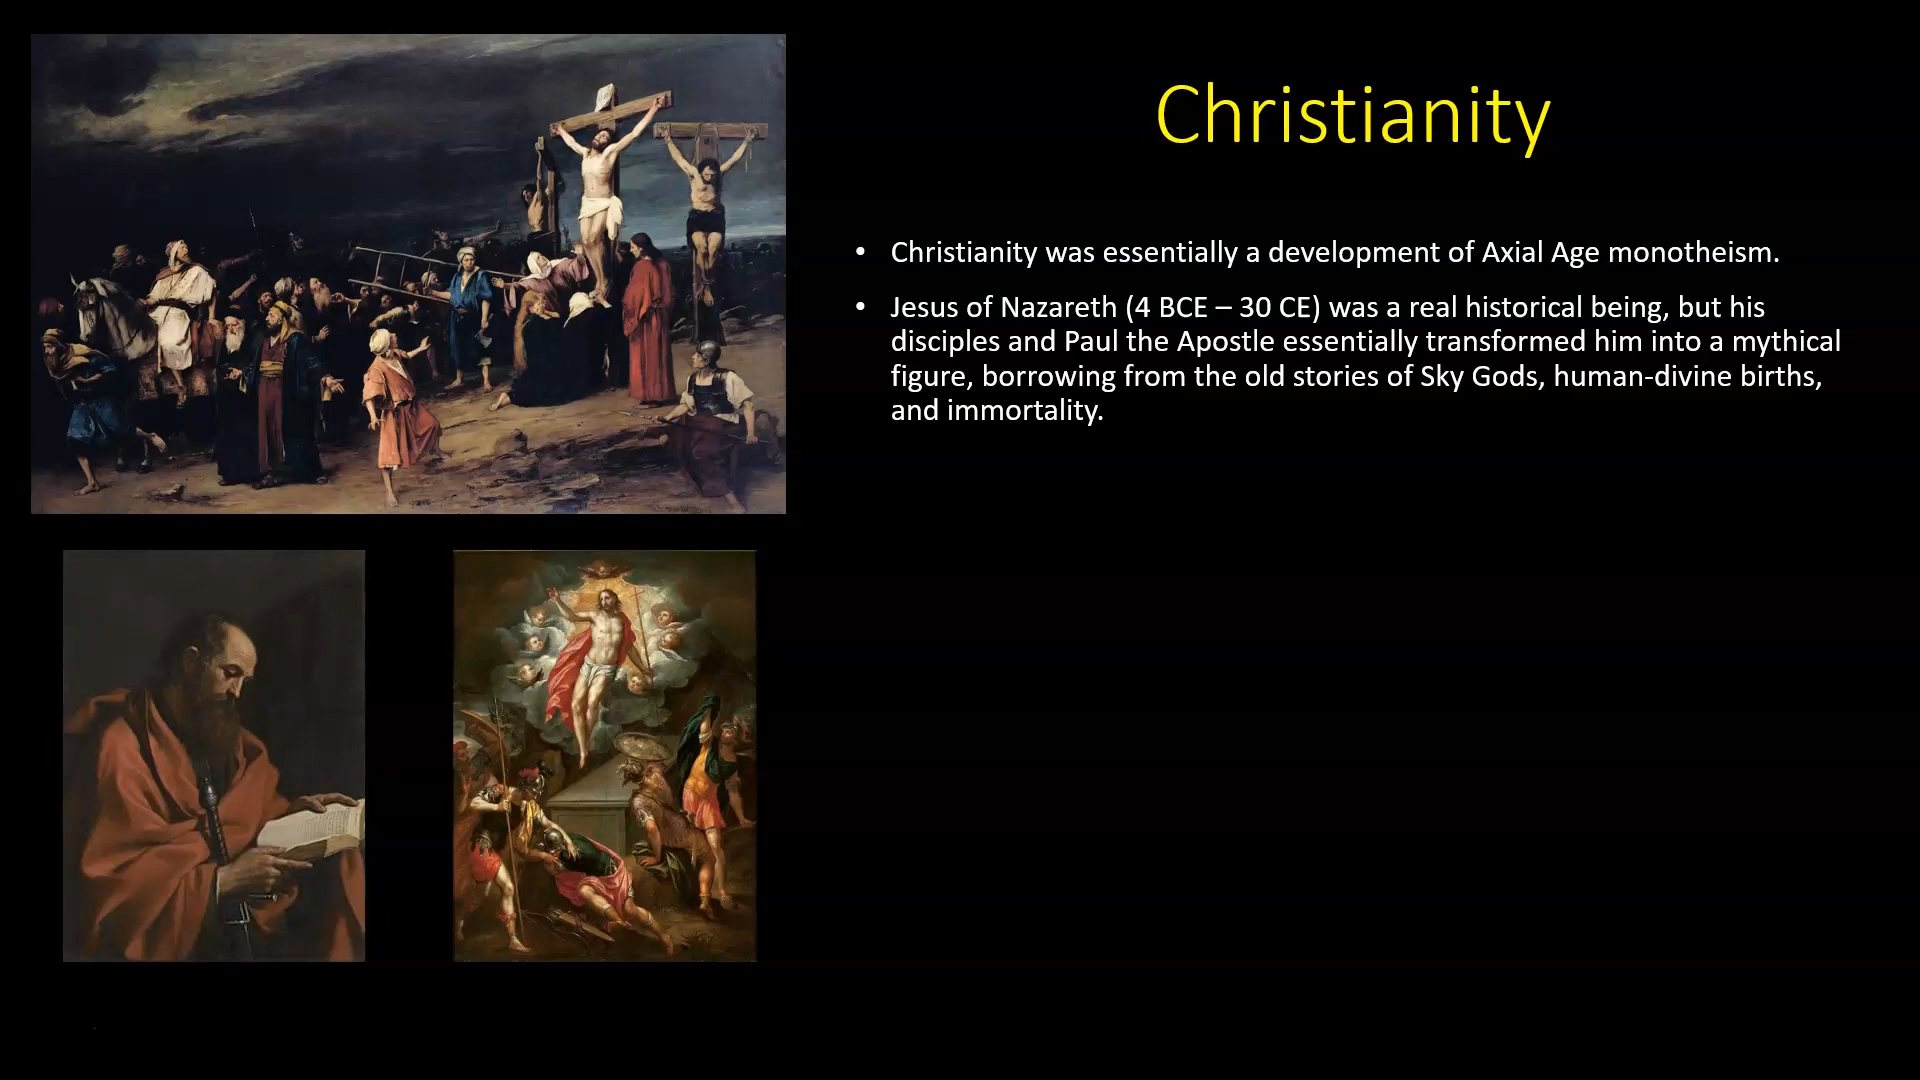 Christianity
• Christianity was essentially a development of Axial Age monotheism.
• Jesus of Nazareth (4 BCE – 30 CE) was a real historical being, but his
disciples and Paul the Apostle essentially transformed him into a mythical
figure, borrowing from the old stories of Sky Gods, human-divine births,
and immortality.